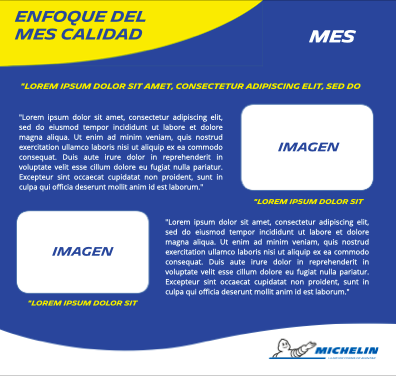 ENFOQUE DEL
MES CALIDAD
MES
"LOREM IPSUM DOLOR SIT AMET, CONSECTETUR ADIPISCING ELIT, SED DO
"Lorem ipsum dolor sit amet, consectetur adipiscing elit,
sed do eiusmod tempor incididunt ut labore et dolore
magna aliqua. Ut enim ad minim veniam, quis nostrud
exercitation ullamco laboris nisi ut aliquip ex ea commodo
consequat. Duis aute irure dolor in reprehenderit in
voluptate velit esse cillum dolore eu fugiat nulla pariatur.
Excepteur sint occaecat cupidatat non proident, sunt in
culpa qui officia deserunt mollit anim id est laborum."
IMAGEN
"LOREM IPSUM DOLOR SIT
IMAGEN
"LOREM IPSUM DOLOR SIT
"Lorem ipsum dolor sit amet, consectetur adipiscing elit,
sed do eiusmod tempor incididunt ut labore et dolore
magna aliqua. Ut enim ad minim veniam, quis nostrud
exercitation ullamco laboris nisi ut aliquip ex ea commodo
consequat. Duis aute irure dolor in reprehenderit in
voluptate velit esse cillum dolore eu fugiat nulla pariatur.
Excepteur sint occaecat cupidatat non proident, sunt in
culpa qui officia deserunt mollit anim id est laborum."
MICHELIN